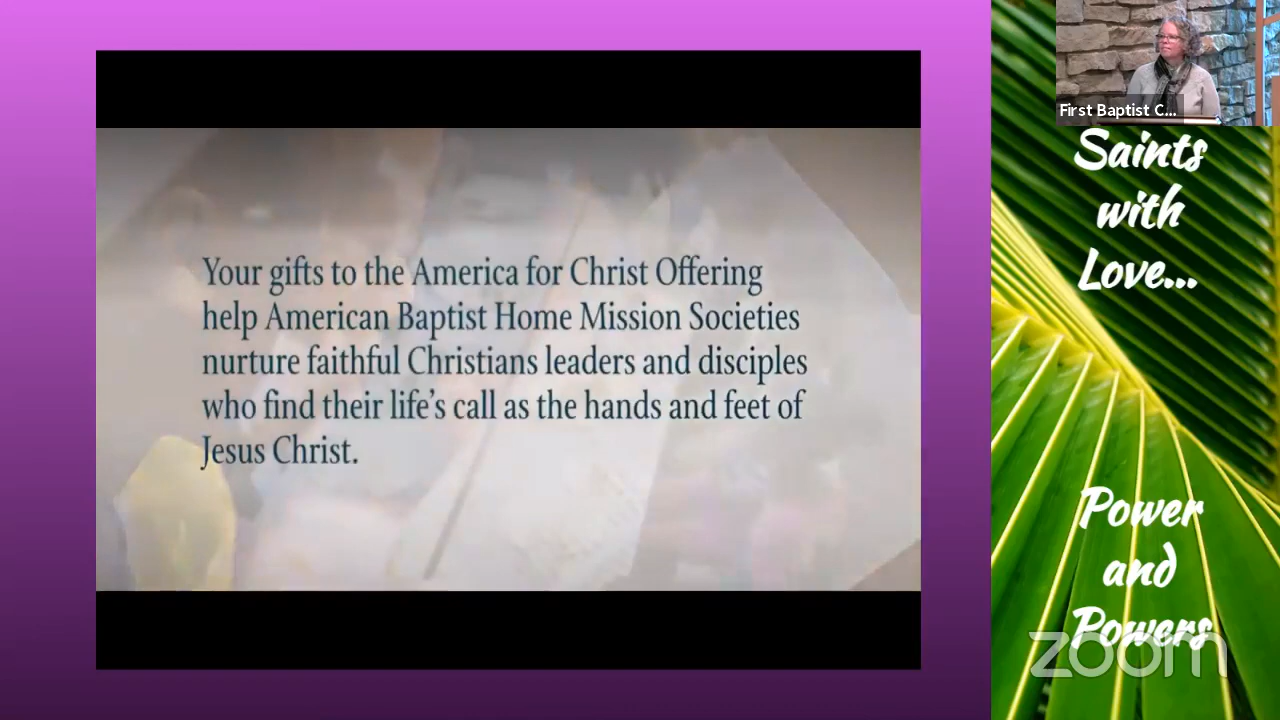 Your gifts to the America for Christ Offering
help American Baptist Home Mission Societies
nurture faithful Christians leaders and disciples
who find their life's call as the hands and feet of
Jesus Christ.
First Baptist C...
Saints
with
Love...
Power
and
Powers
zoom